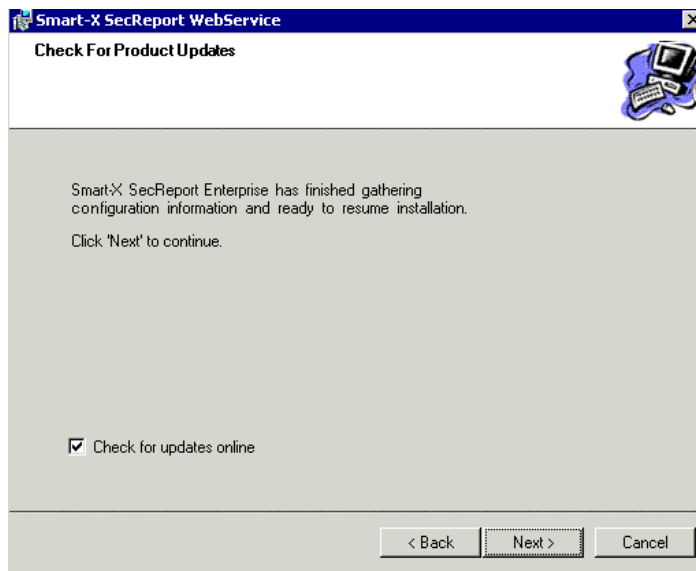 Smart-X SecReport WebService
Check For Product Updates
Smart-X SecReport Enterprise has finished gathering
configuration information and ready to resume installation.
Click 'Next' to continue.
Check for updates online
< Back
Next >
Cancel